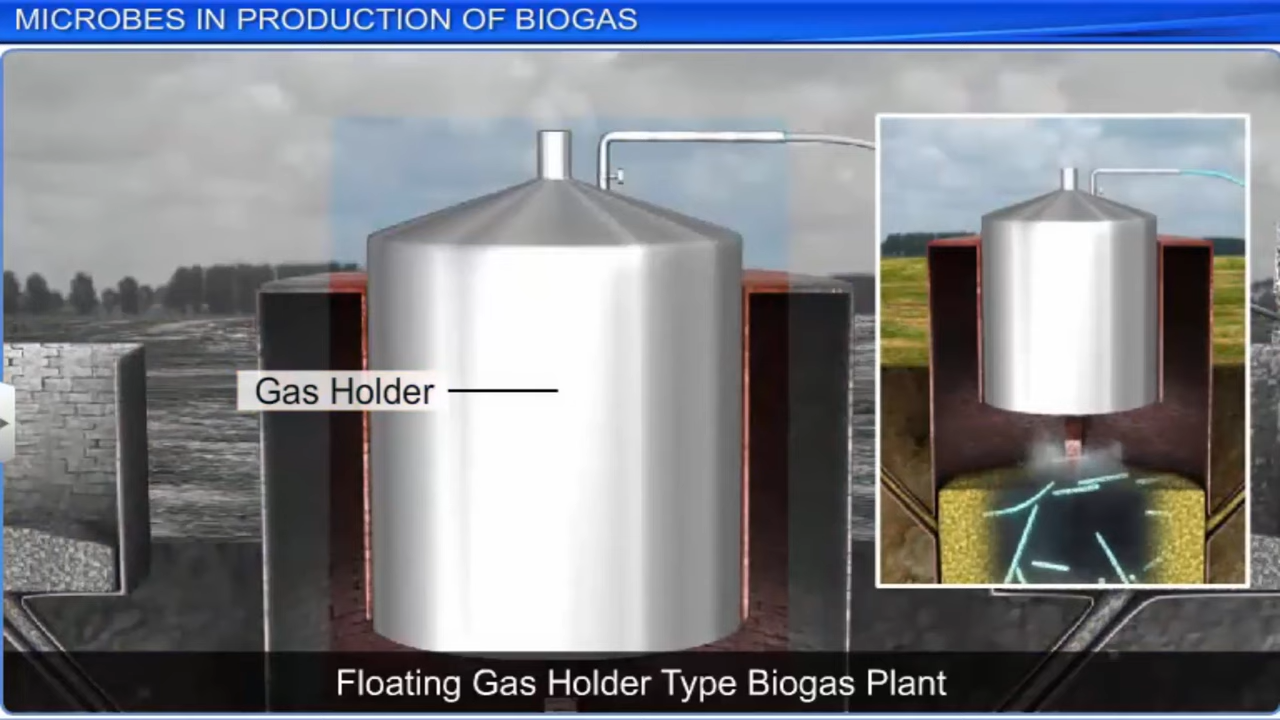 MICROBES IN PRODUCTION OF BIOGAS
Gas Holder
Floating Gas Holder Type Biogas Plant